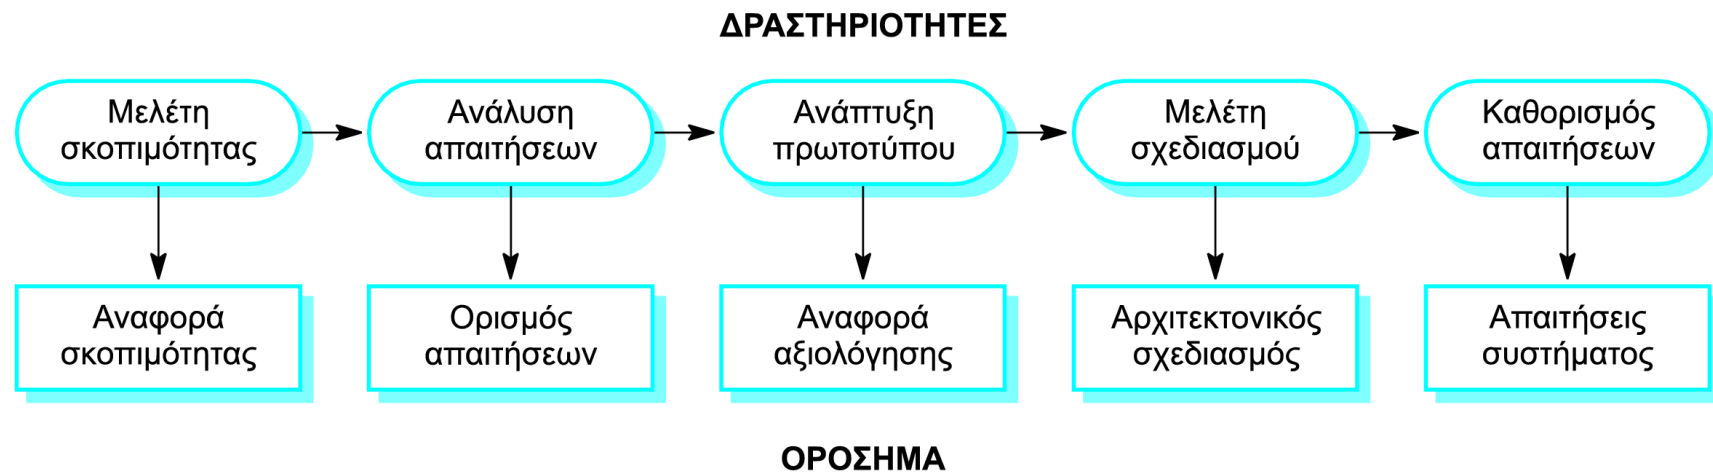 ΔΡΑΣΤΗΡΙΟΤΗΤΕΣ
Μελέτη
σκοπιμότητας
Ανάλυση
απαιτήσεων
Ανάπτυξη
πρωτοτύπου
Μελέτη
σχεδιασμού
Καθορισμός
απαιτήσεων
Αναφορά
σκοπιμότητας
Ορισμός
απαιτήσεων
Αναφορά
αξιολόγησης
Αρχιτεκτονικός
σχεδιασμός
Απαιτήσεις
συστήματος
ΟΡΟΣΗΜΑ